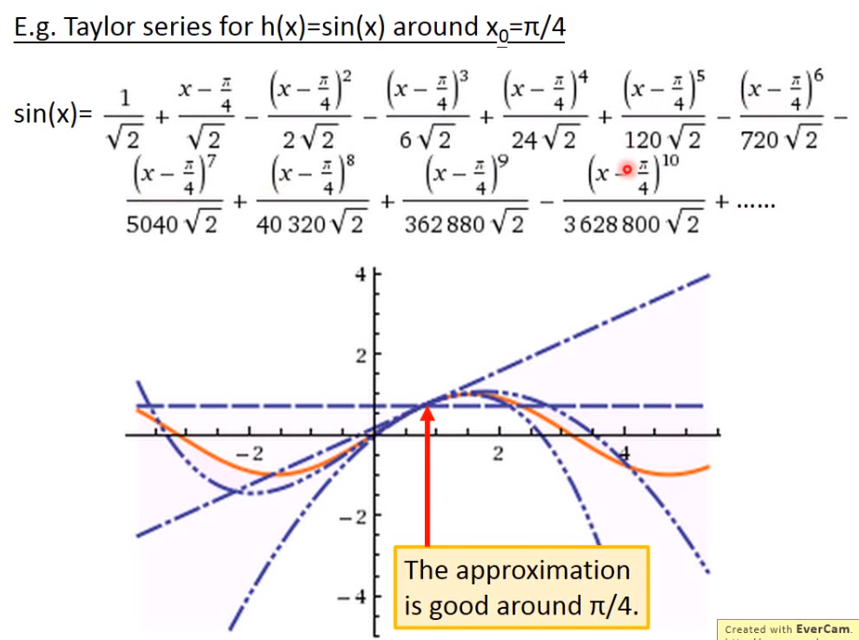 E.g. Taylor series for h(x)=sin(x) around x₀=π/4
sin(x)= 1/√2 + (x − π/4)/√2 − (x − π/4)²/(2√2) − (x − π/4)³/(6√2) + (x − π/4)⁴/(24√2) + (x − π/4)⁵/(120√2) − (x − π/4)⁶/(720√2) −
(x − π/4)⁷/(5040√2) + (x − π/4)⁸/(40 320√2) + (x − π/4)⁹/(362 880√2) − (x − π/4)¹⁰/(3 628 800√2) + ......
4
2
−2
2
4
−2
−4
The approximation
is good around π/4.
Created with EverCam.